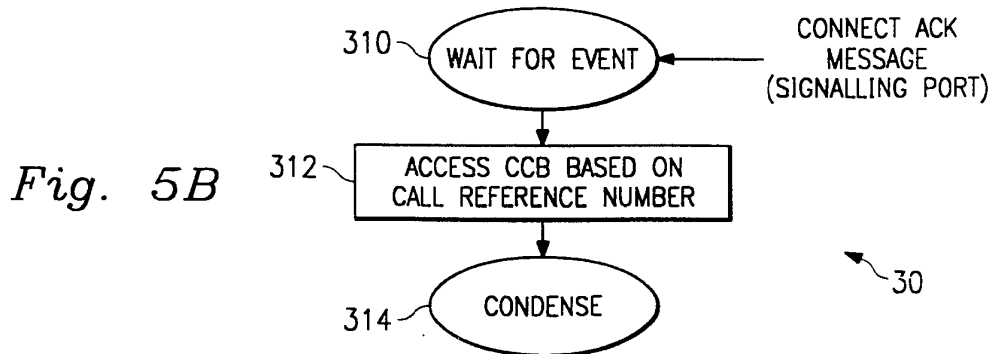 310
WAIT FOR EVENT
CONNECT ACK
MESSAGE
(SIGNALLING PORT)
Fig. 5B
312
ACCESS CCB BASED ON
CALL REFERENCE NUMBER
30
314
CONDENSE